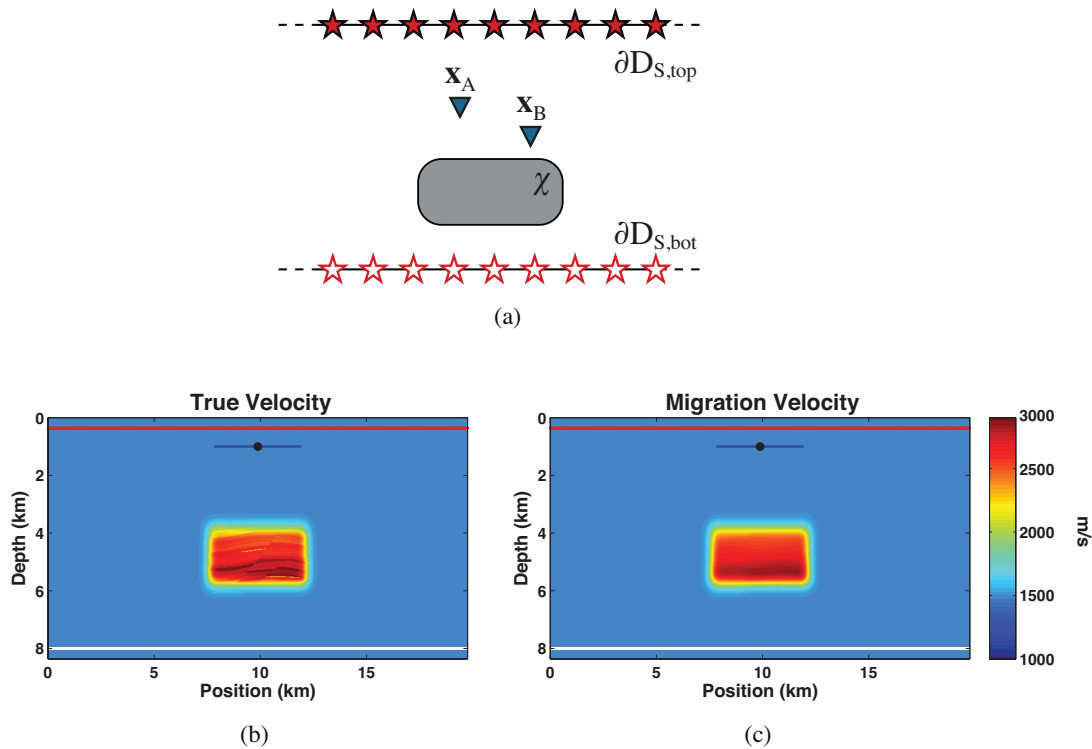 ∂D_S,top
x_A
x_B
χ
∂D_S,bot
(a)
True Velocity
Migration Velocity
0
2
4
6
8
Depth (km)
0
5
10
15
Position (km)
0
2
4
6
8
Depth (km)
0
5
10
15
Position (km)
3000
2500
2000
1500
1000
m/s
(b)
(c)